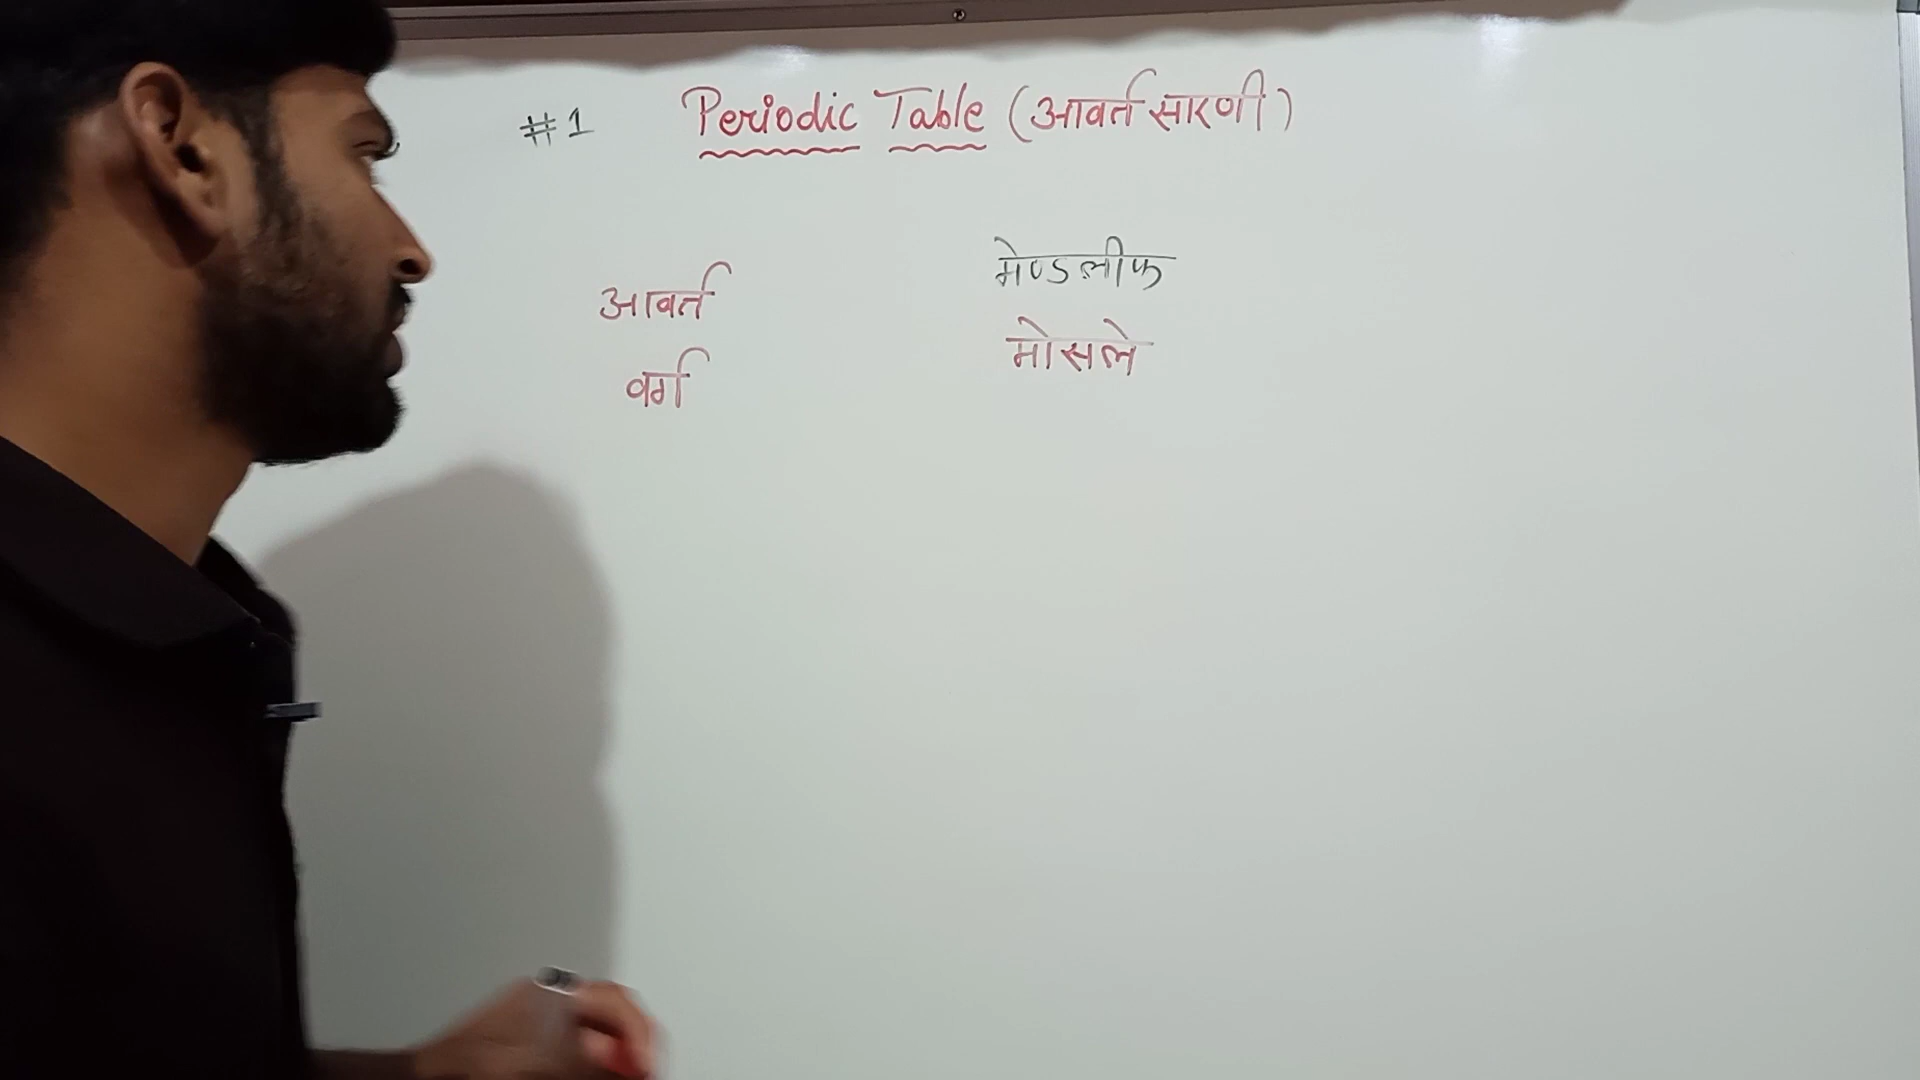 #1 Periodic Table (आवर्त सारणी)
आवर्त
वर्ग
मेण्डलीफ
मोसले